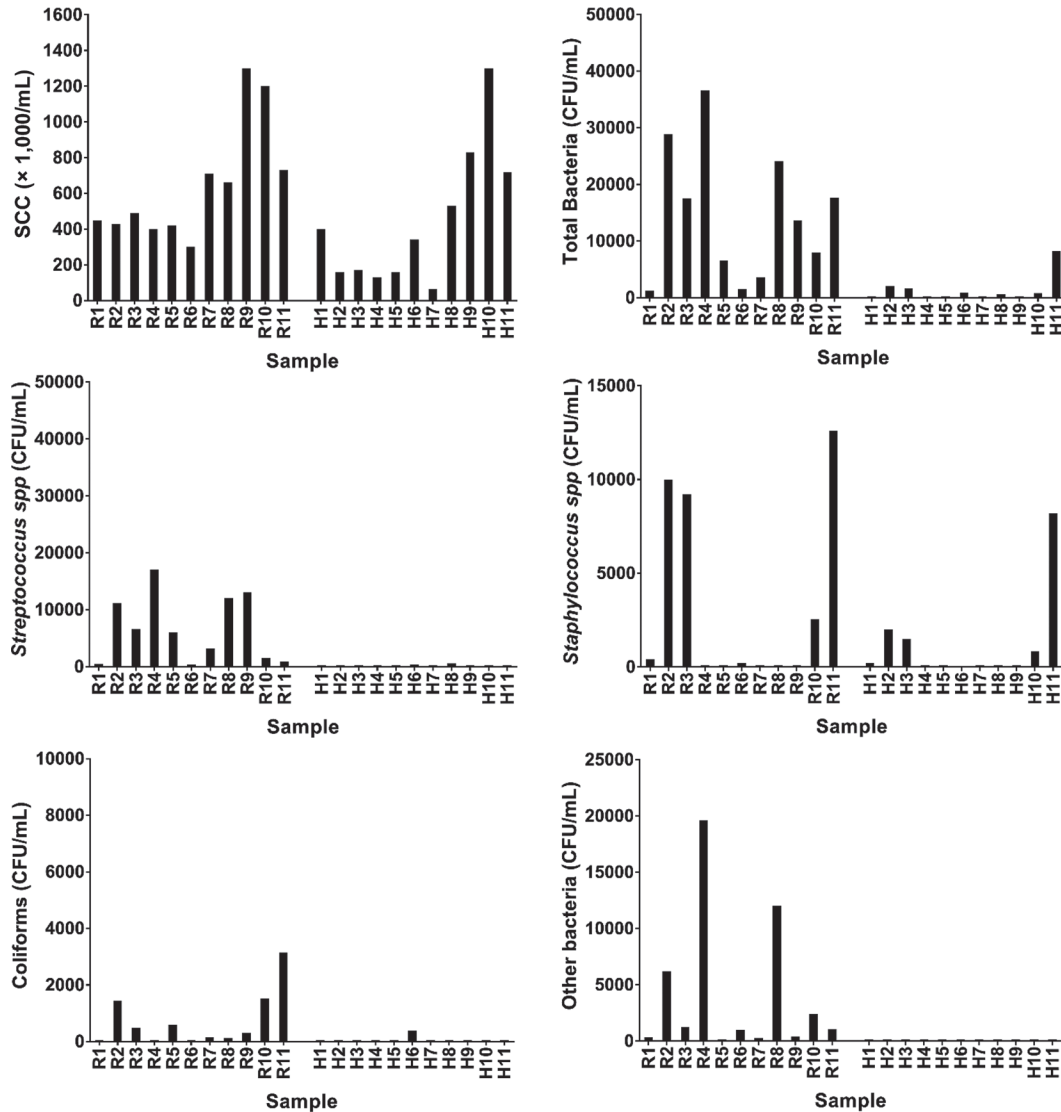 SCC (× 1,000/mL)
1600
1400
1200
1000
800
600
400
200
0
R1 R2 R3 R4 R5 R6 R7 R8 R9 R10 R11 H1 H2 H3 H4 H5 H6 H7 H8 H9 H10 H11
Sample
Total Bacteria (CFU/mL)
50000
40000
30000
20000
10000
0
R1 R2 R3 R4 R5 R6 R7 R8 R9 R10 R11 H1 H2 H3 H4 H5 H6 H7 H8 H9 H10 H11
Sample
Streptococcus spp (CFU/mL)
50000
40000
30000
20000
10000
0
R1 R2 R3 R4 R5 R6 R7 R8 R9 R10 R11 H1 H2 H3 H4 H5 H6 H7 H8 H9 H10 H11
Sample
Staphylococcus spp (CFU/mL)
15000
10000
5000
0
R1 R2 R3 R4 R5 R6 R7 R8 R9 R10 R11 H1 H2 H3 H4 H5 H6 H7 H8 H9 H10 H11
Sample
Coliforms (CFU/mL)
10000
8000
6000
4000
2000
0
R1 R2 R3 R4 R5 R6 R7 R8 R9 R10 R11 H1 H2 H3 H4 H5 H6 H7 H8 H9 H10 H11
Sample
Other bacteria (CFU/mL)
25000
20000
15000
10000
5000
0
R1 R2 R3 R4 R5 R6 R7 R8 R9 R10 R11 H1 H2 H3 H4 H5 H6 H7 H8 H9 H10 H11
Sample